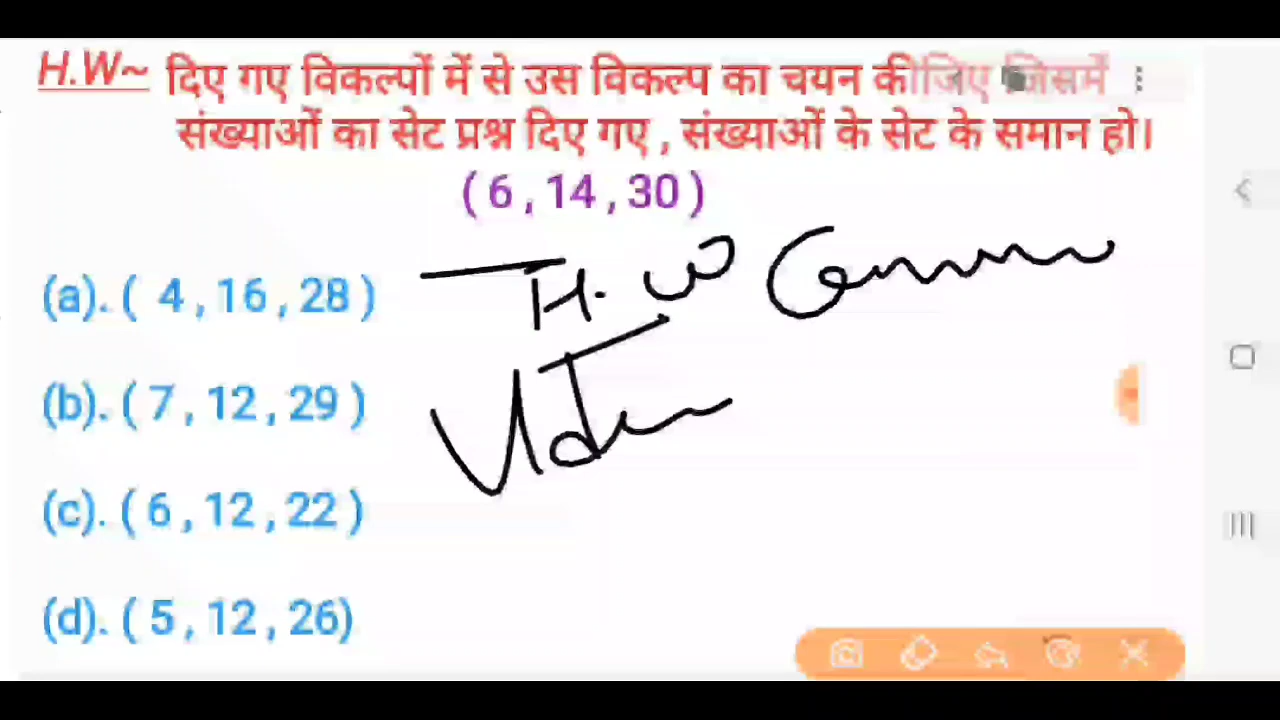 H.W~ दिए गए विकल्पों में से उस विकल्प का चयन कीजिए जिसमें
संख्याओं का सेट प्रश्न दिए गए , संख्याओं के सेट के समान हो।
( 6 , 14 , 30 )
(a). ( 4 , 16 , 28 )
H. W
(b). ( 7 , 12 , 29 )
(c). ( 6 , 12 , 22 )
(d). ( 5 , 12 , 26)